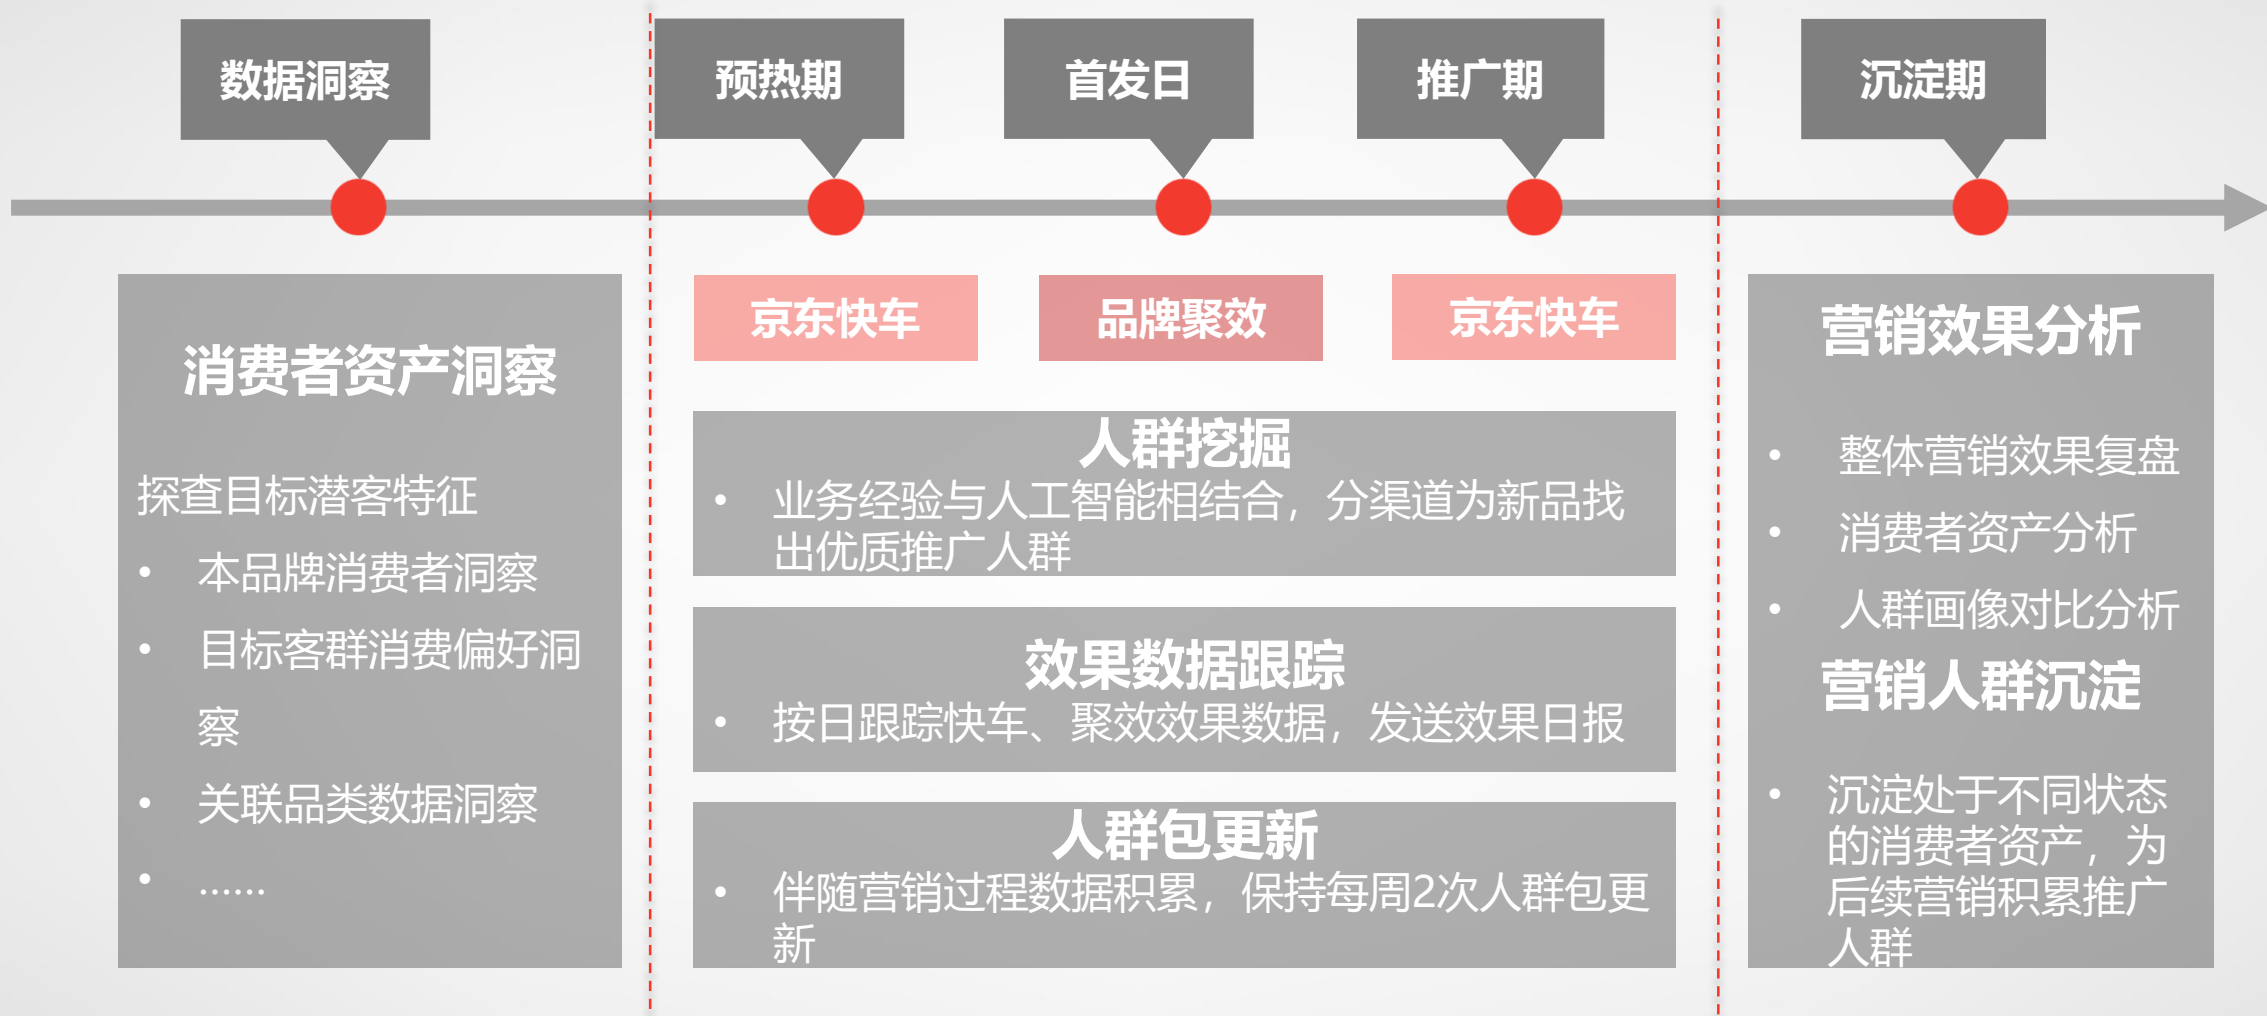 数据洞察
预热期
首发日
推广期
沉淀期
消费者资产洞察
探查目标潜客特征
• 本品牌消费者洞察
• 目标客群消费偏好洞
察
• 关联品类数据洞察
• ……
京东快车
品牌聚效
京东快车
人群挖掘
• 业务经验与人工智能相结合，分渠道为新品找
出优质推广人群
效果数据跟踪
• 按日跟踪快车、聚效效果数据，发送效果日报
人群包更新
• 伴随营销过程数据积累，保持每周2次人群包更
新
营销效果分析
• 整体营销效果复盘
• 消费者资产分析
• 人群画像对比分析
营销人群沉淀
• 沉淀处于不同状态
的消费者资产，为
后续营销积累推广
人群